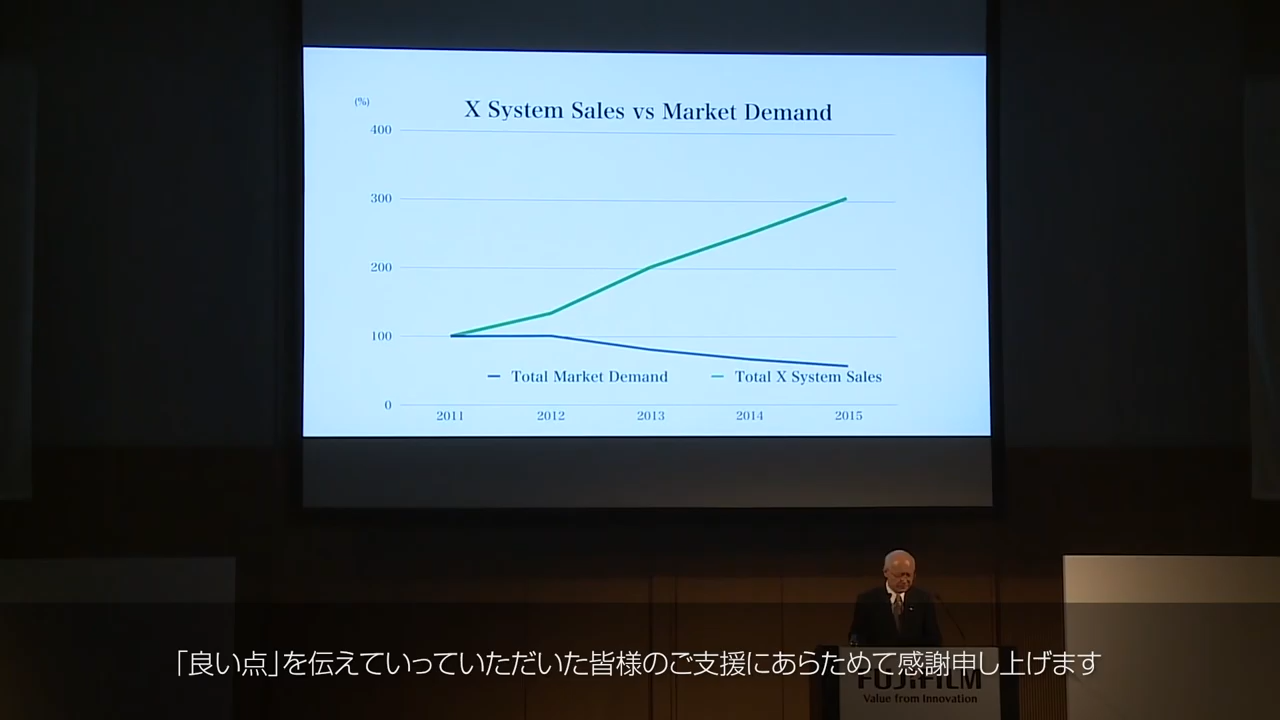 (%)
X System Sales vs Market Demand
400
300
200
100
0
Total Market Demand
Total X System Sales
2011 2012 2013 2014 2015
「良い点」を伝えていっていただいた皆様のご支援にあらためて感謝申し上げます
FUJIFILM
Value from Innovation